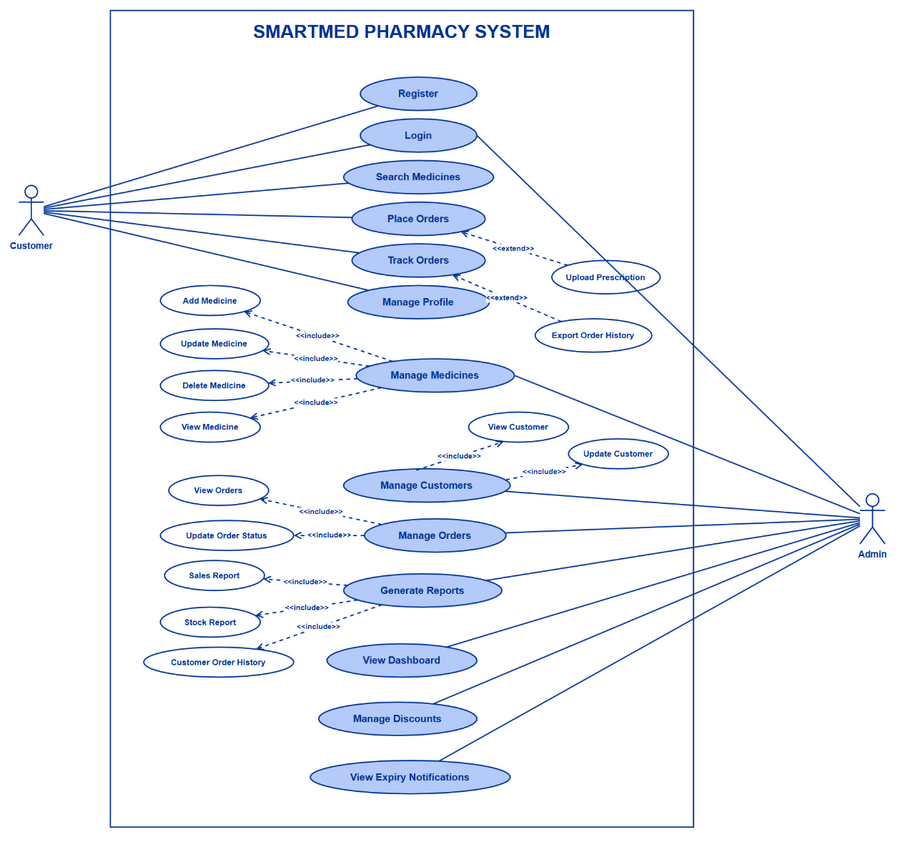 SMARTMED PHARMACY SYSTEM
Register
Login
Search Medicines
Place Orders
<<extend>>
Track Orders
Upload Prescription
Customer
Manage Profile
<<extend>>
Export Order History
Add Medicine
<<include>>
Update Medicine
<<include>>
Manage Medicines
Delete Medicine
<<include>>
View Medicine
<<include>>
View Customer
Update Customer
<<include>>
<<include>>
Manage Customers
View Orders
<<include>>
Update Order Status
<<include>>
Manage Orders
Admin
Sales Report
<<include>>
Generate Reports
Stock Report
<<include>>
<<include>>
Customer Order History
View Dashboard
Manage Discounts
View Expiry Notifications